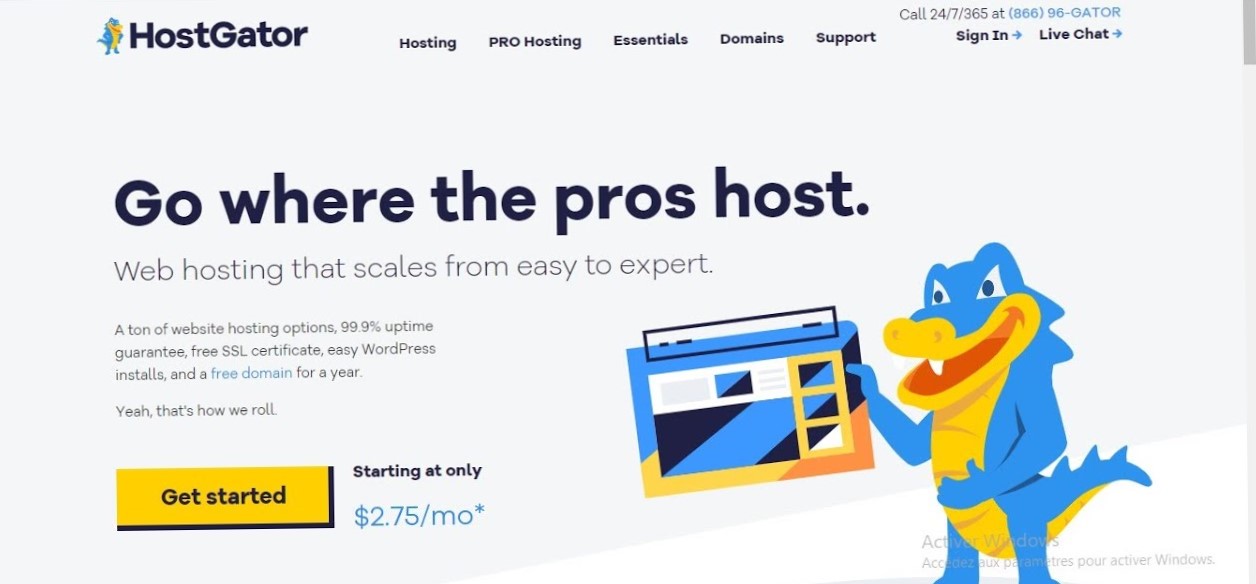 HostGator
Call 24/7/365 at (866) 96-GATOR
Hosting PRO Hosting Essentials Domains Support
Sign In → Live Chat →
Go where the pros host.
Web hosting that scales from easy to expert.
A ton of website hosting options, 99.9% uptime
guarantee, free SSL certificate, easy WordPress
installs, and a free domain for a year.
Yeah, that's how we roll.
Get started
Starting at only
$2.75/mo*
Activer Windows
Accédez aux paramètres pour activer Windows.